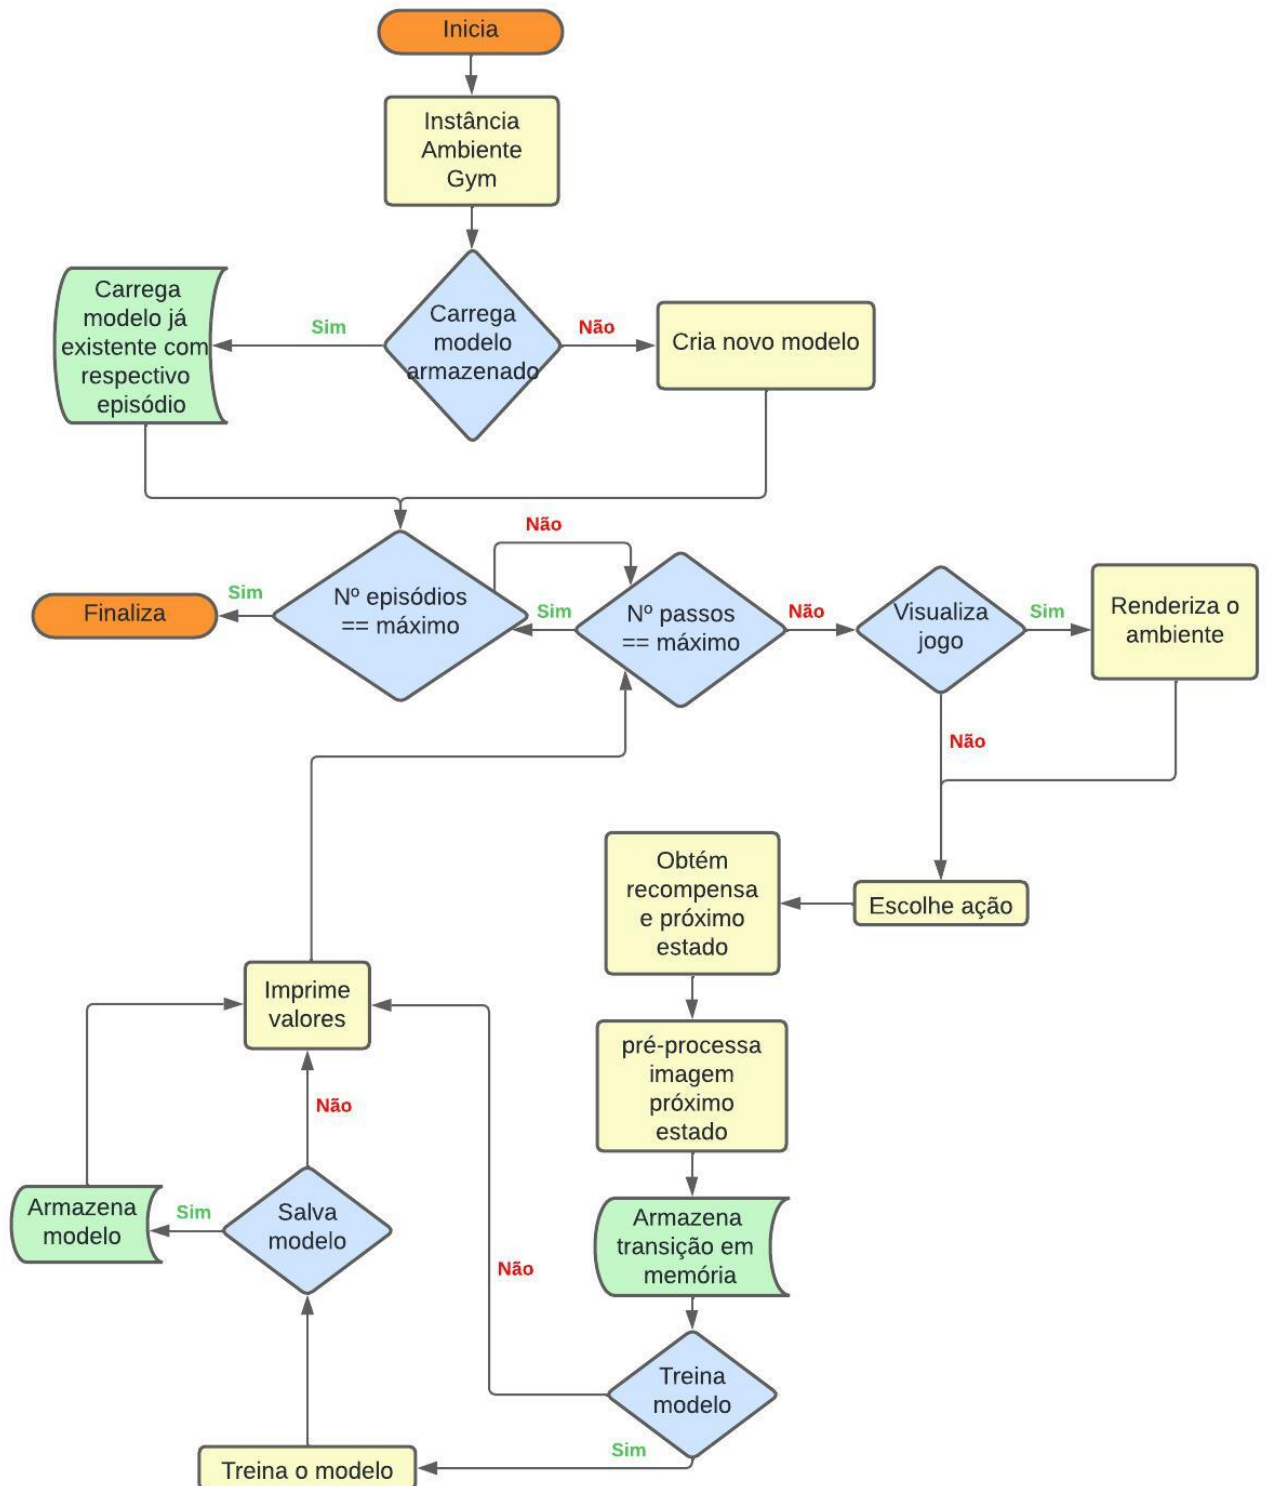 Inicia
Instância
Ambiente
Gym
Carrega
modelo já
existente com
respectivo
episódio
Sim
Carrega
modelo
armazenado
Não
Cria novo modelo
Não
Finaliza
Sim
Nº episódios
== máximo
Sim
Nº passos
== máximo
Não
Visualiza
jogo
Sim
Renderiza o
ambiente
Não
Escolhe ação
Obtém
recompensa
e próximo
estado
pré-processa
imagem
próximo
estado
Armazena
transição em
memória
Treina
modelo
Não
Sim
Treina o modelo
Salva
modelo
Sim
Armazena
modelo
Não
Imprime
valores